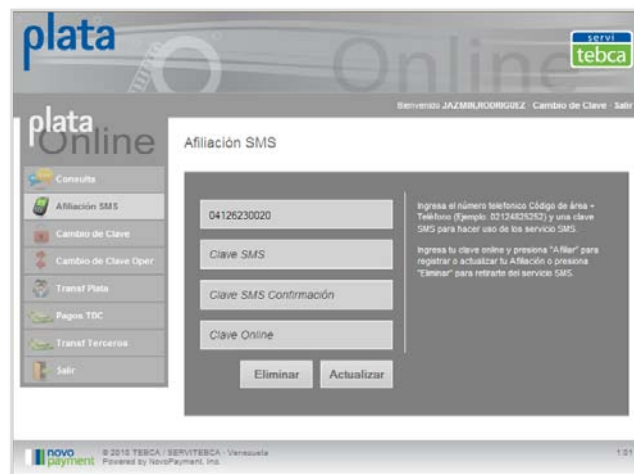 plata
Online
servi
tebca
Bienvenido JAZMIN,RODRIGUEZ - Cambio de Clave - Salir
plata
Online
Afiliación SMS
Consulta
Afiliación SMS
Cambio de Clave
Cambio de Clave Oper
Transf Plata
Pagos TDC
Transf Terceros
Salir
04126230020
Clave SMS
Clave SMS Confirmación
Clave Online
Eliminar
Actualizar
Ingresa el número telefonico Código de área +
Teléfono (Ejemplo: 02124825252) y una clave
SMS para hacer uso de los servicio SMS.
Ingresa tu clave online y presiona "Afiliar" para
registrar o actualizar tu Afiliación o presiona
"Eliminar" para retirarte del servicio SMS.
novo
payment
© 2010 TEBCA / SERVITEBCA - Venezuela
Powered by NovoPayment, Inc.
1.01